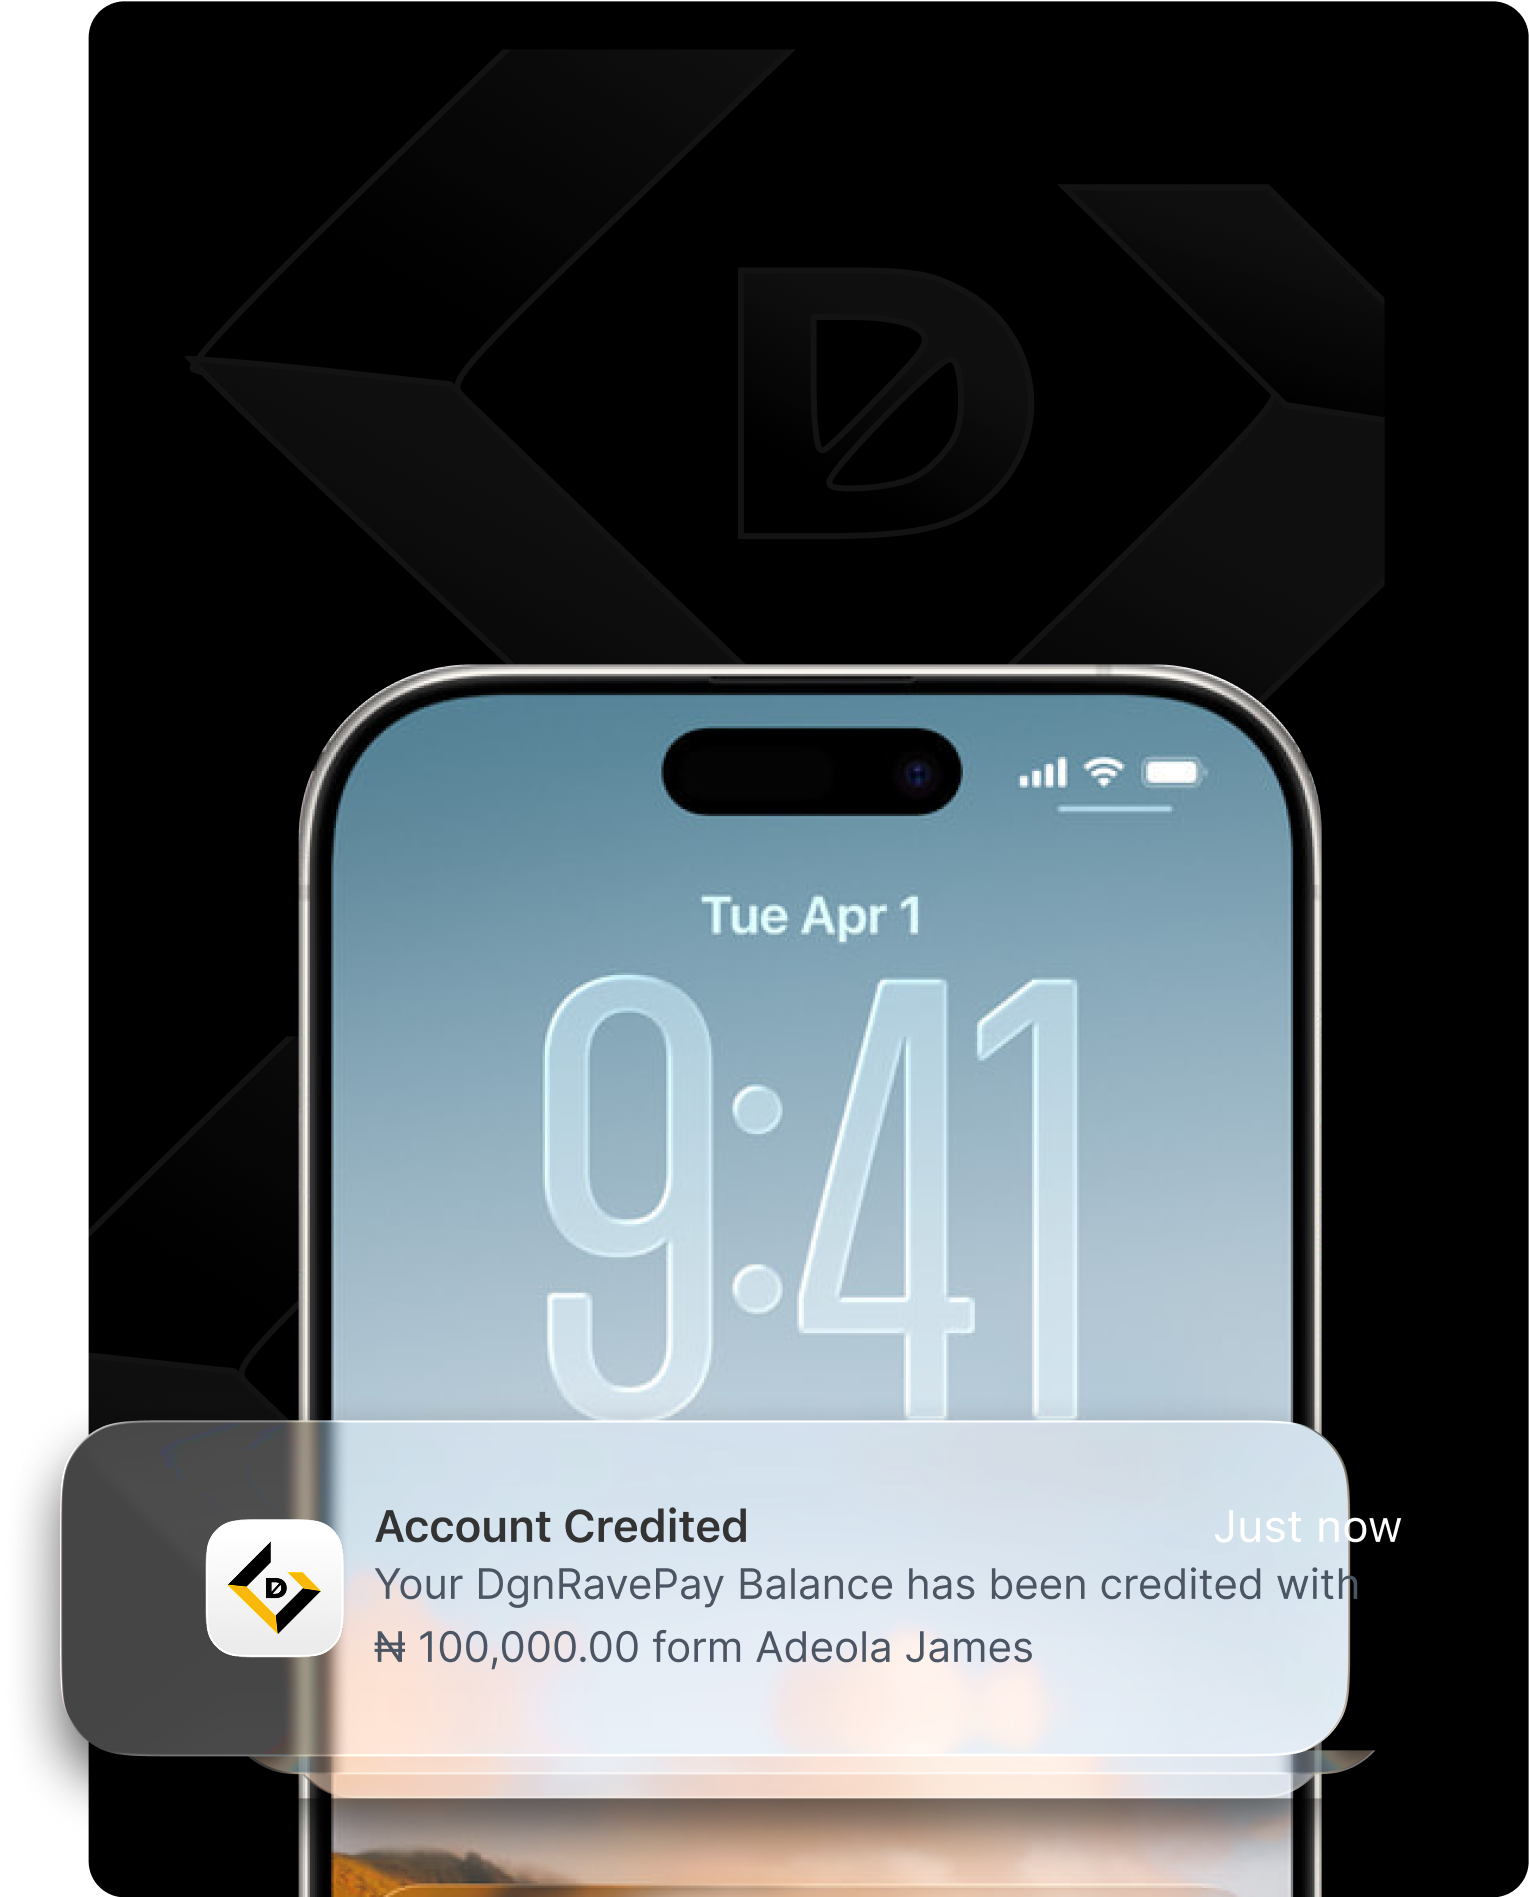 D
Tue Apr 1
9:41
Account Credited
Just now
D
Your DgnRavePay Balance has been credited with
₦ 100,000.00 form Adeola James